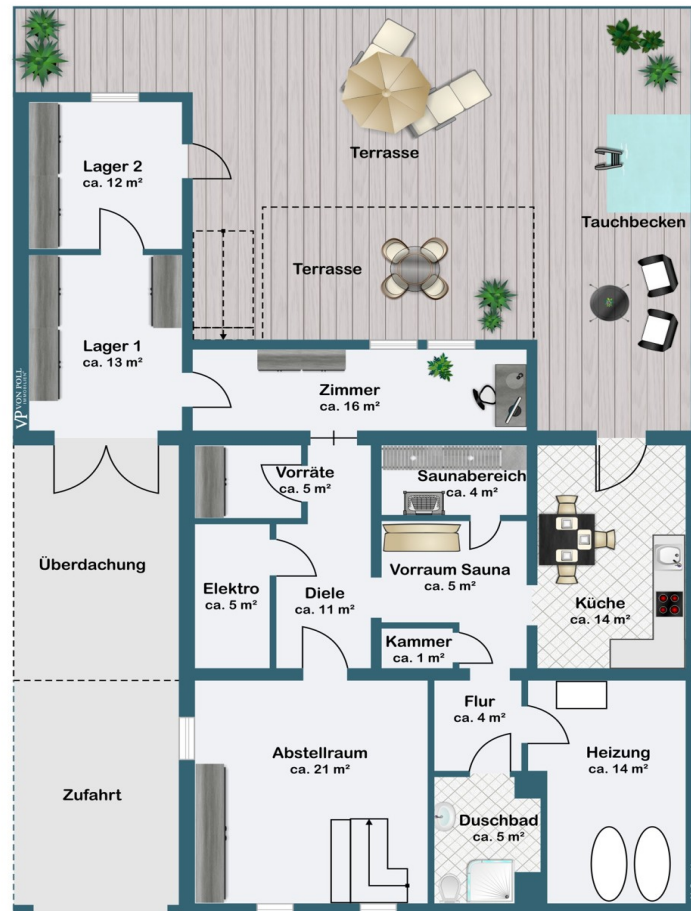 Lager 2
ca. 12 m²
Terrasse
Tauchbecken
Terrasse
Lager 1
ca. 13 m²
Zimmer
ca. 16 m²
VP VON POLL
IMMOBILIEN
Vorräte
ca. 5 m²
Saunabereich
ca. 4 m²
Überdachung
Elektro
ca. 5 m²
Diele
ca. 11 m²
Vorraum Sauna
ca. 5 m²
Küche
ca. 14 m²
Kammer
ca. 1 m²
Flur
ca. 4 m²
Abstellraum
ca. 21 m²
Heizung
ca. 14 m²
Zufahrt
Duschbad
ca. 5 m²